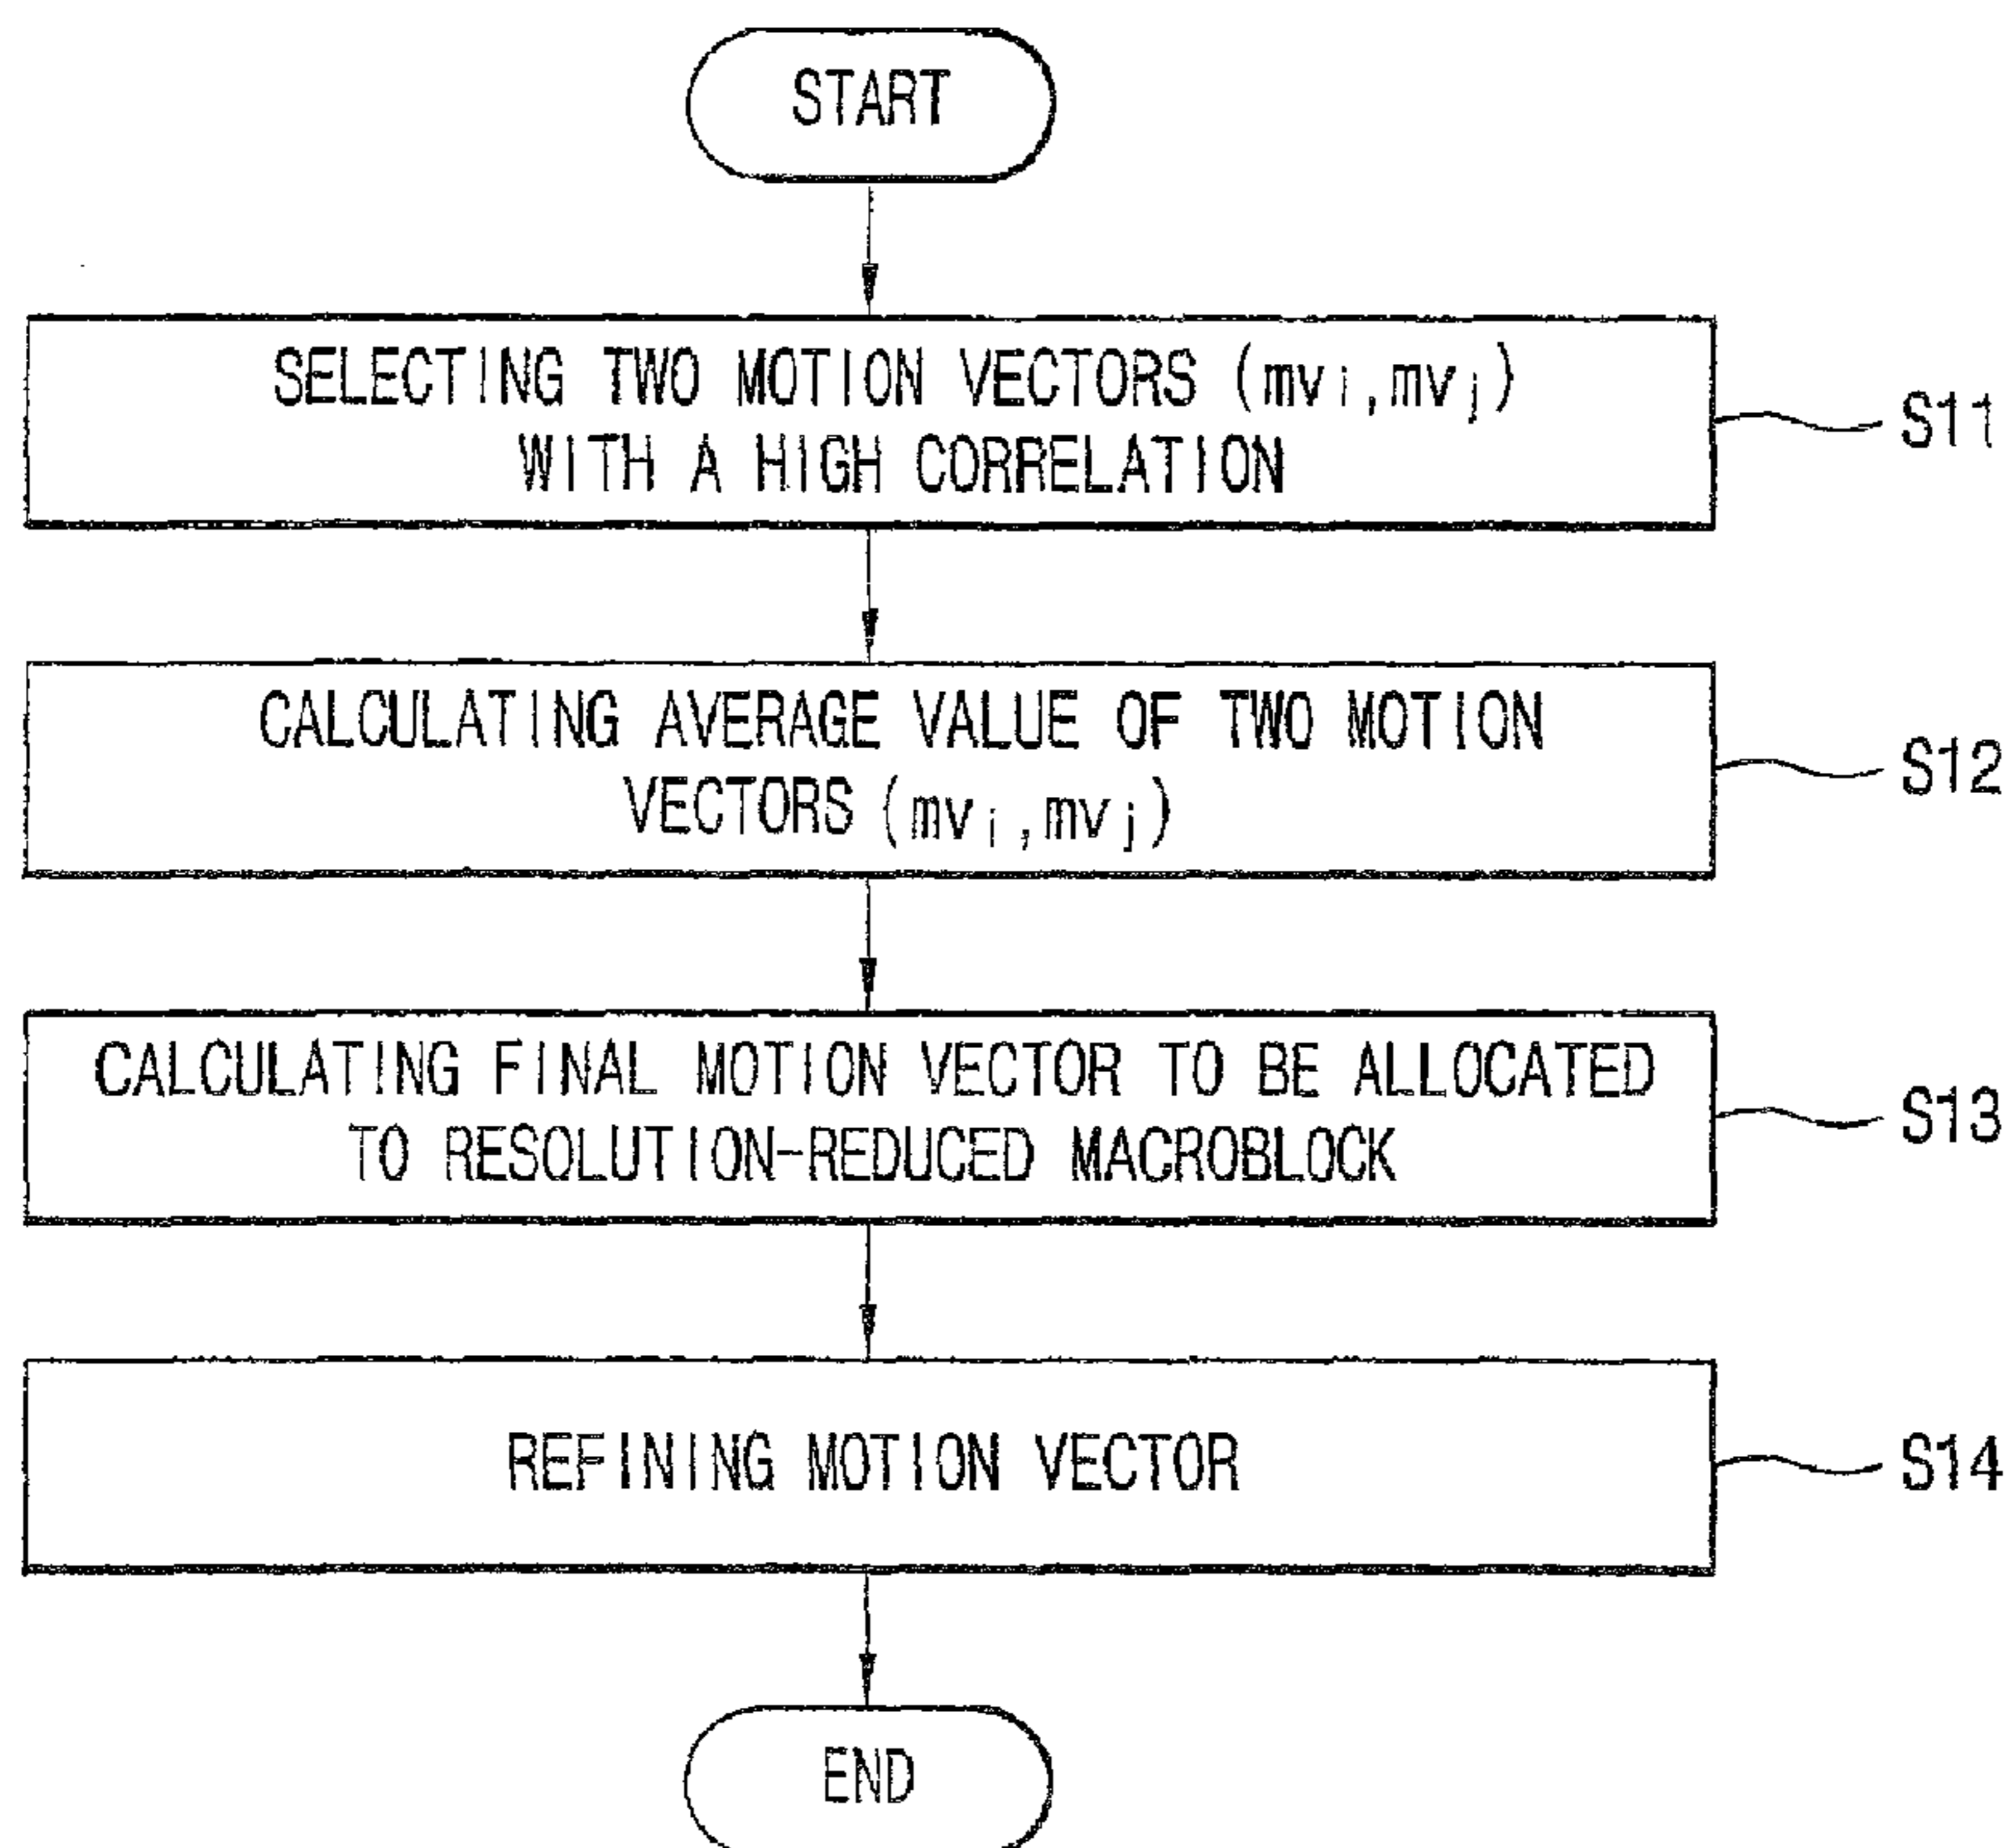 START
SELECTING TWO MOTION VECTORS (mvi,mvj)
WITH A HIGH CORRELATION
S11
CALCULATING AVERAGE VALUE OF TWO MOTION
VECTORS (mvi,mvj)
S12
CALCULATING FINAL MOTION VECTOR TO BE ALLOCATED
TO RESOLUTION-REDUCED MACROBLOCK
S13
REFINING MOTION VECTOR
S14
END